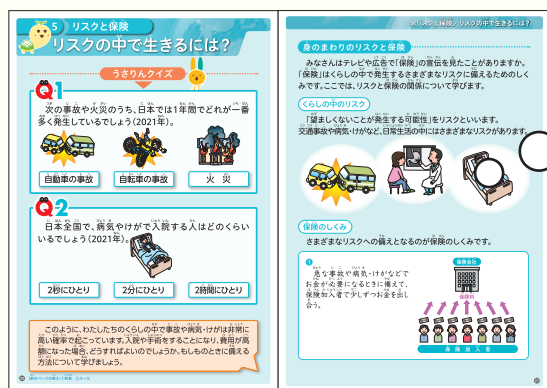 5 リスクと保険
リスクの中で生きるには?
うさりんクイズ
Q1
次の事故や火災のうち、日本では1年間でどれが一番
多く発生しているでしょう(2021年)。
自動車の事故
自転車の事故
火 災
Q2
日本全国で、病気やけがで入院する人はどのくらい
いるでしょう(2021年)。
2秒にひとり
2分にひとり
2時間にひとり
このように、わたしたちのくらしの中で事故や病気・けがは非常に
高い確率で起こっています。入院や手術をすることになり、費用が高
額になった場合、どうすればよいのでしょうか。もしものときに備える
方法について学びましょう。
5 リスクと保険/リスクの中で生きるには?
身のまわりのリスクと保険
みなさんはテレビや広告で「保険」の宣伝を見たことがありますか。
「保険」はくらしの中で発生するさまざまなリスクに備えるためのしく
みです。ここでは、リスクと保険の関係について学びます。
くらしの中のリスク
「望ましくないことが発生する可能性」をリスクといいます。
交通事故や病気・けがなど、日常生活の中にはさまざまなリスクがあります。
保険のしくみ
さまざまなリスクへの備えとなるのが保険のしくみです。
1
急な事故や病気・けがなどで
お金が必要になるときに備えて、
保険加入者で少しずつお金を出し
合う。
保険会社
保険料
保険加入者